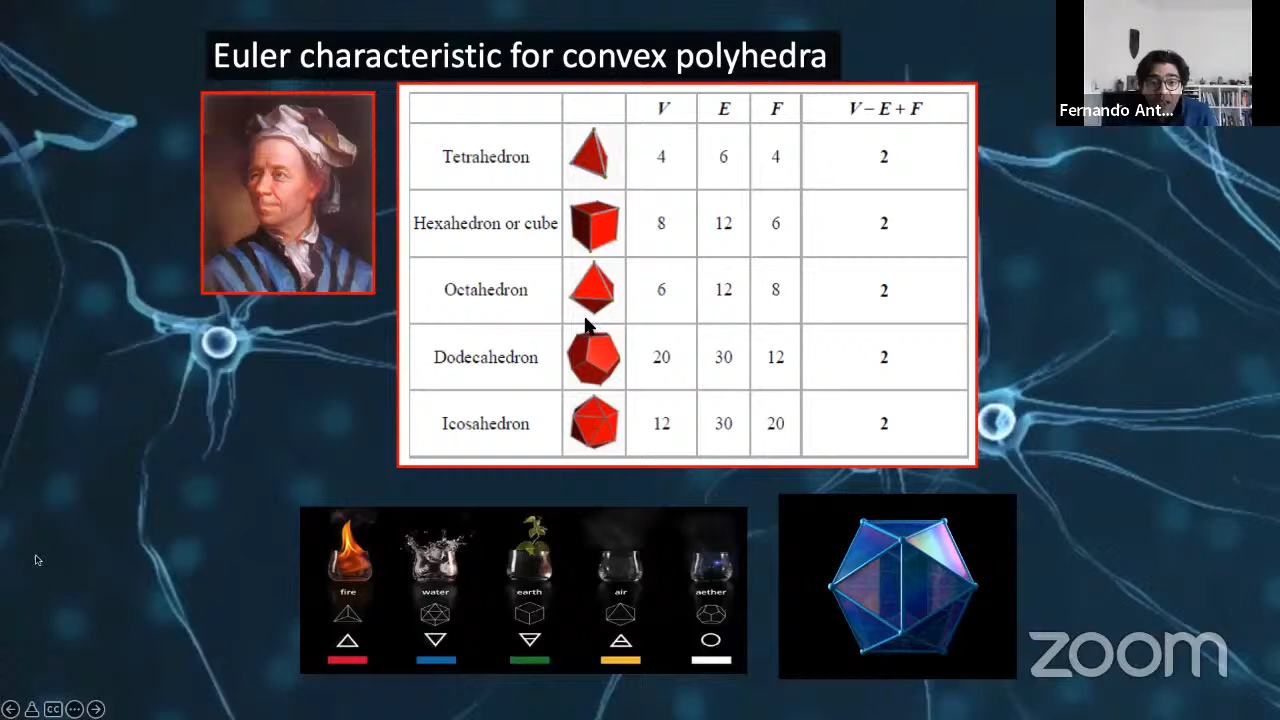 Euler characteristic for convex polyhedra
Fernando Ant...
V E F V − E + F
Tetrahedron 4 6 4 2
Hexahedron or cube 8 12 6 2
Octahedron 6 12 8 2
Dodecahedron 20 30 12 2
Icosahedron 12 30 20 2
fire water earth air aether
zoom
CC